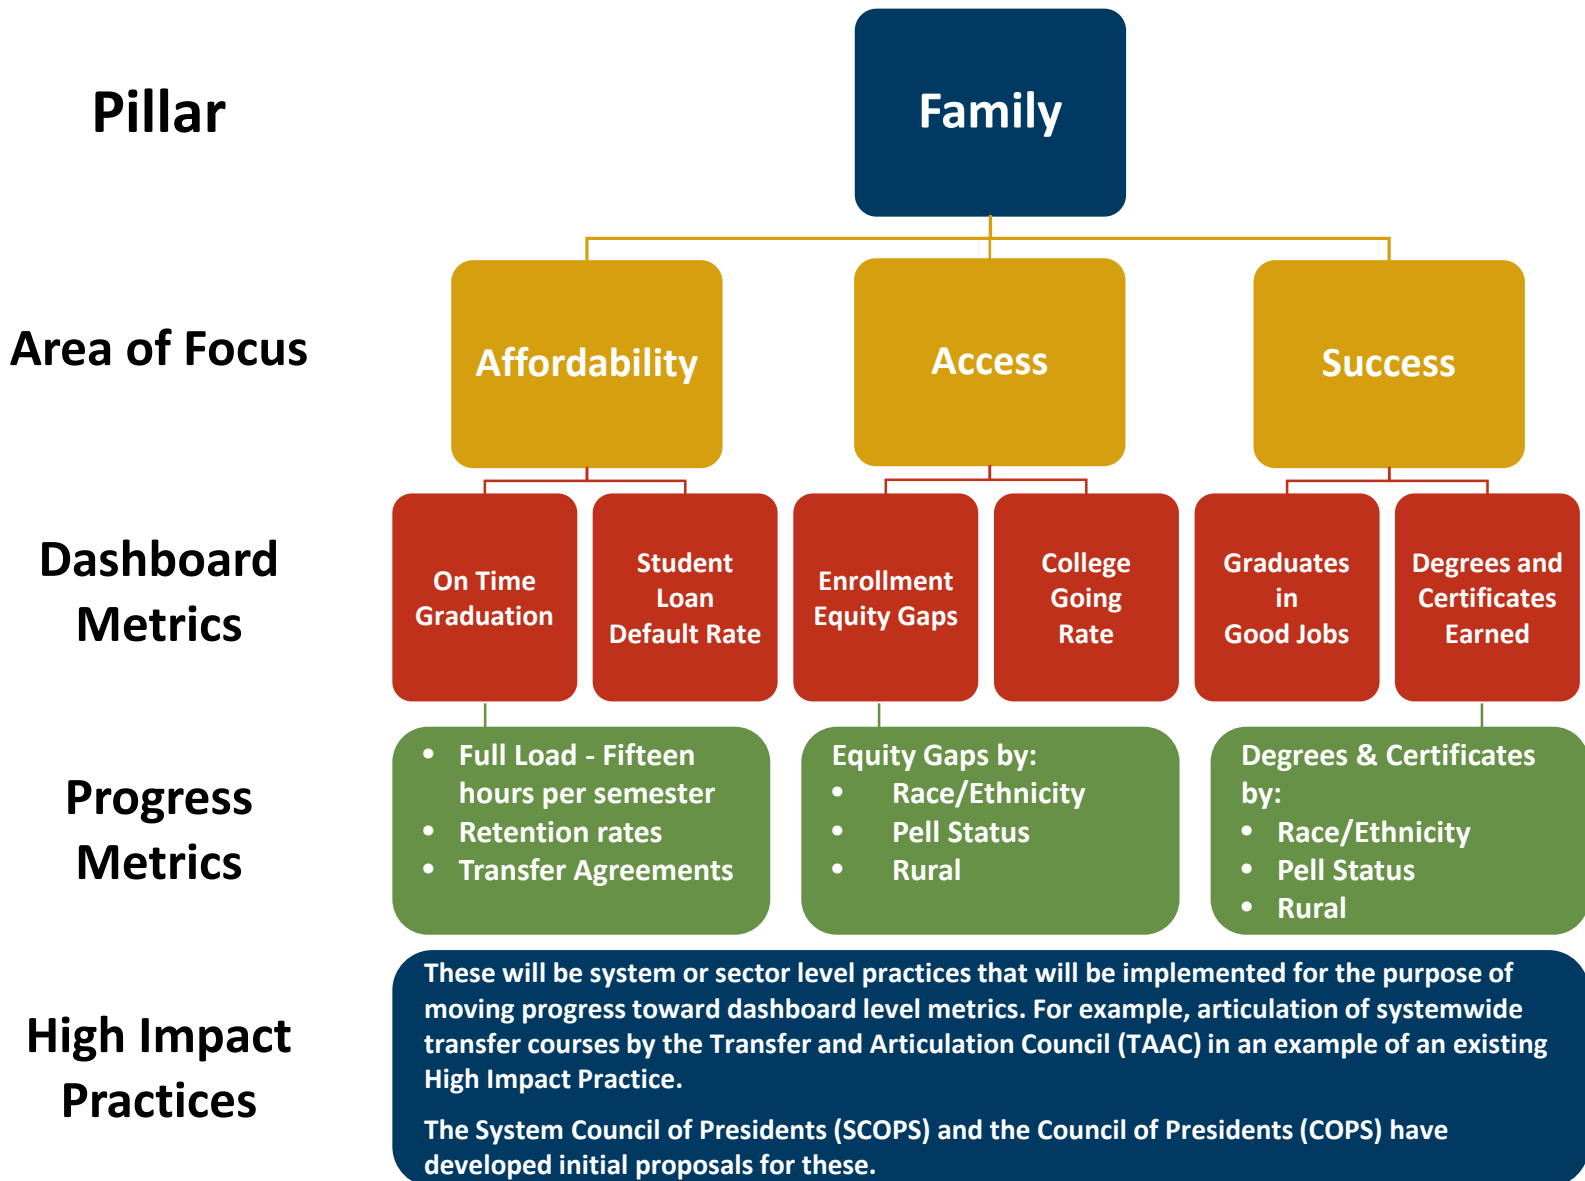 Pillar
Family
Area of Focus
Affordability
Access
Success
Dashboard
Metrics
On Time
Graduation
Student
Loan
Default Rate
Enrollment
Equity Gaps
College
Going
Rate
Graduates
in
Good Jobs
Degrees and
Certificates
Earned
Progress
Metrics
• Full Load - Fifteen
hours per semester
• Retention rates
• Transfer Agreements
Equity Gaps by:
• Race/Ethnicity
• Pell Status
• Rural
Degrees & Certificates
by:
• Race/Ethnicity
• Pell Status
• Rural
High Impact
Practices
These will be system or sector level practices that will be implemented for the purpose of
moving progress toward dashboard level metrics. For example, articulation of systemwide
transfer courses by the Transfer and Articulation Council (TAAC) in an example of an existing
High Impact Practice.
The System Council of Presidents (SCOPS) and the Council of Presidents (COPS) have
developed initial proposals for these.